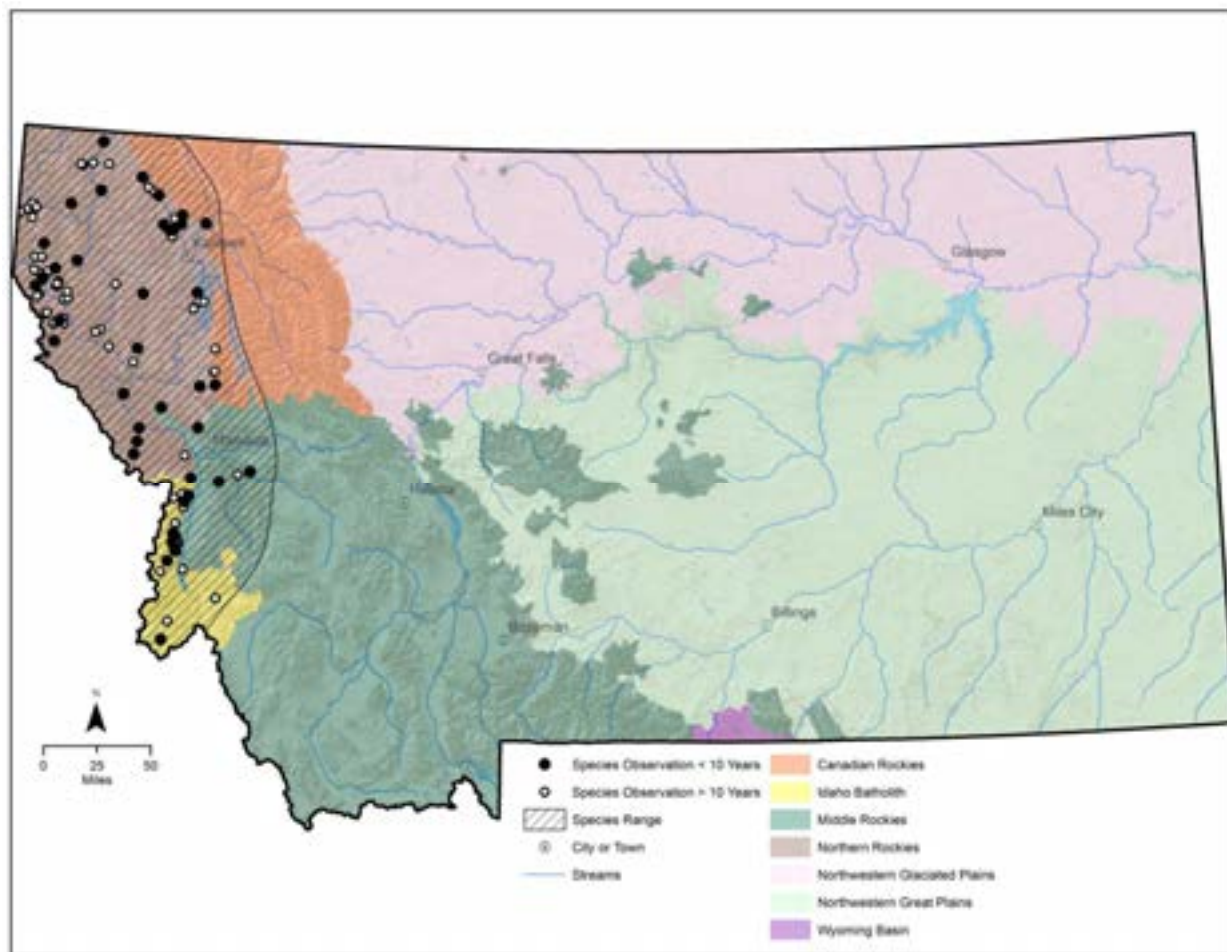 Kalispell
Glasgow
Great Falls
Missoula
Helena
Miles City
Bozeman
Billings
N
0 25 50
Miles
Species Observation < 10 Years
Species Observation > 10 Years
Species Range
City or Town
Streams
Canadian Rockies
Idaho Batholith
Middle Rockies
Northern Rockies
Northwestern Glaciated Plains
Northwestern Great Plains
Wyoming Basin